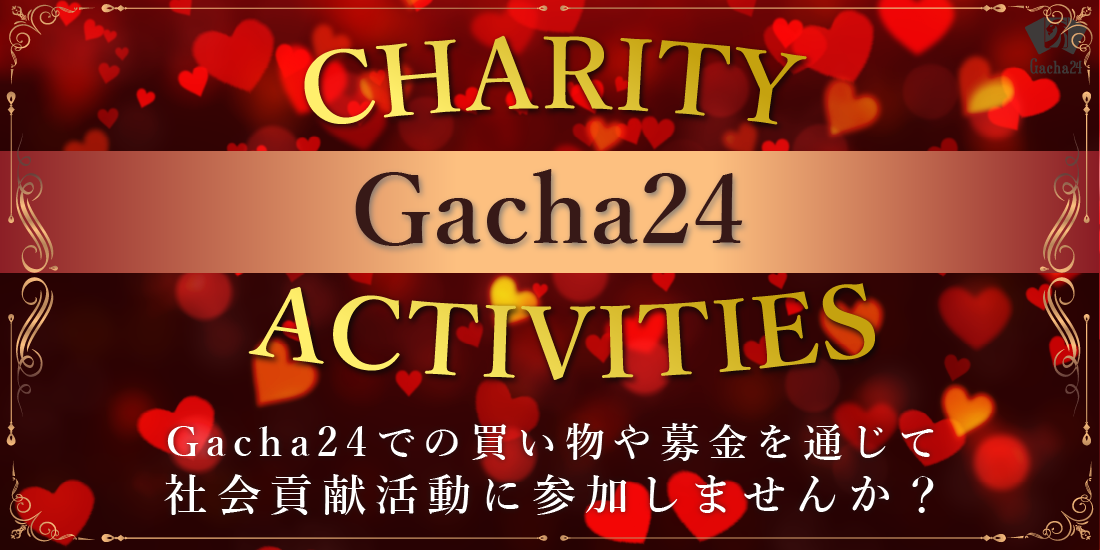 Gacha24
CHARITY
Gacha24
ACTIVITIES
Gacha24での買い物や募金を通じて
社会貢献活動に参加しませんか？